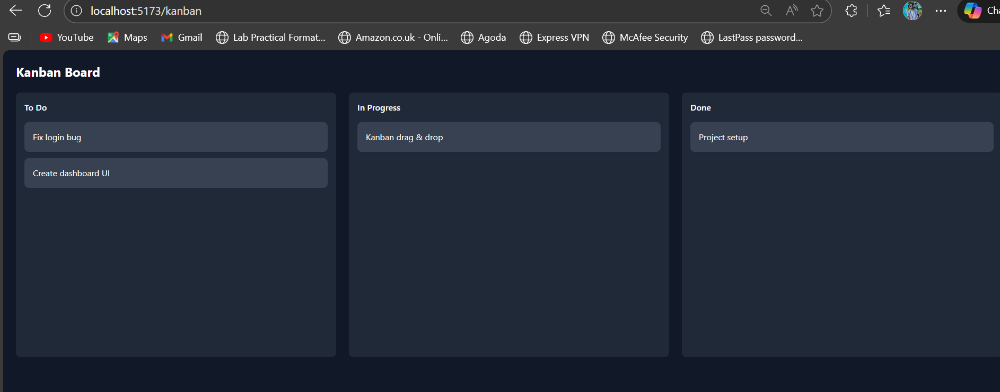 localhost:5173/kanban
Cha
YouTube Maps Gmail Lab Practical Format... Amazon.co.uk - Onli... Agoda Express VPN McAfee Security LastPass password...
Kanban Board
To Do In Progress Done
Fix login bug Kanban drag & drop Project setup
Create dashboard UI